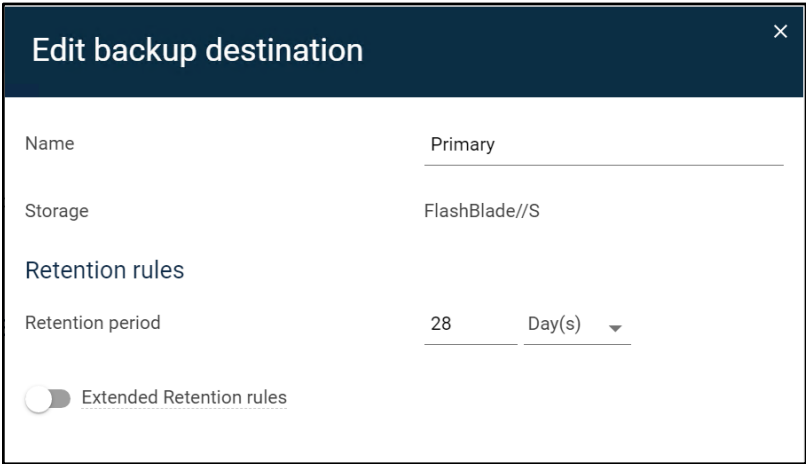 Edit backup destination
Name Primary
Storage FlashBlade//S
Retention rules
Retention period 28 Day(s)
Extended Retention rules